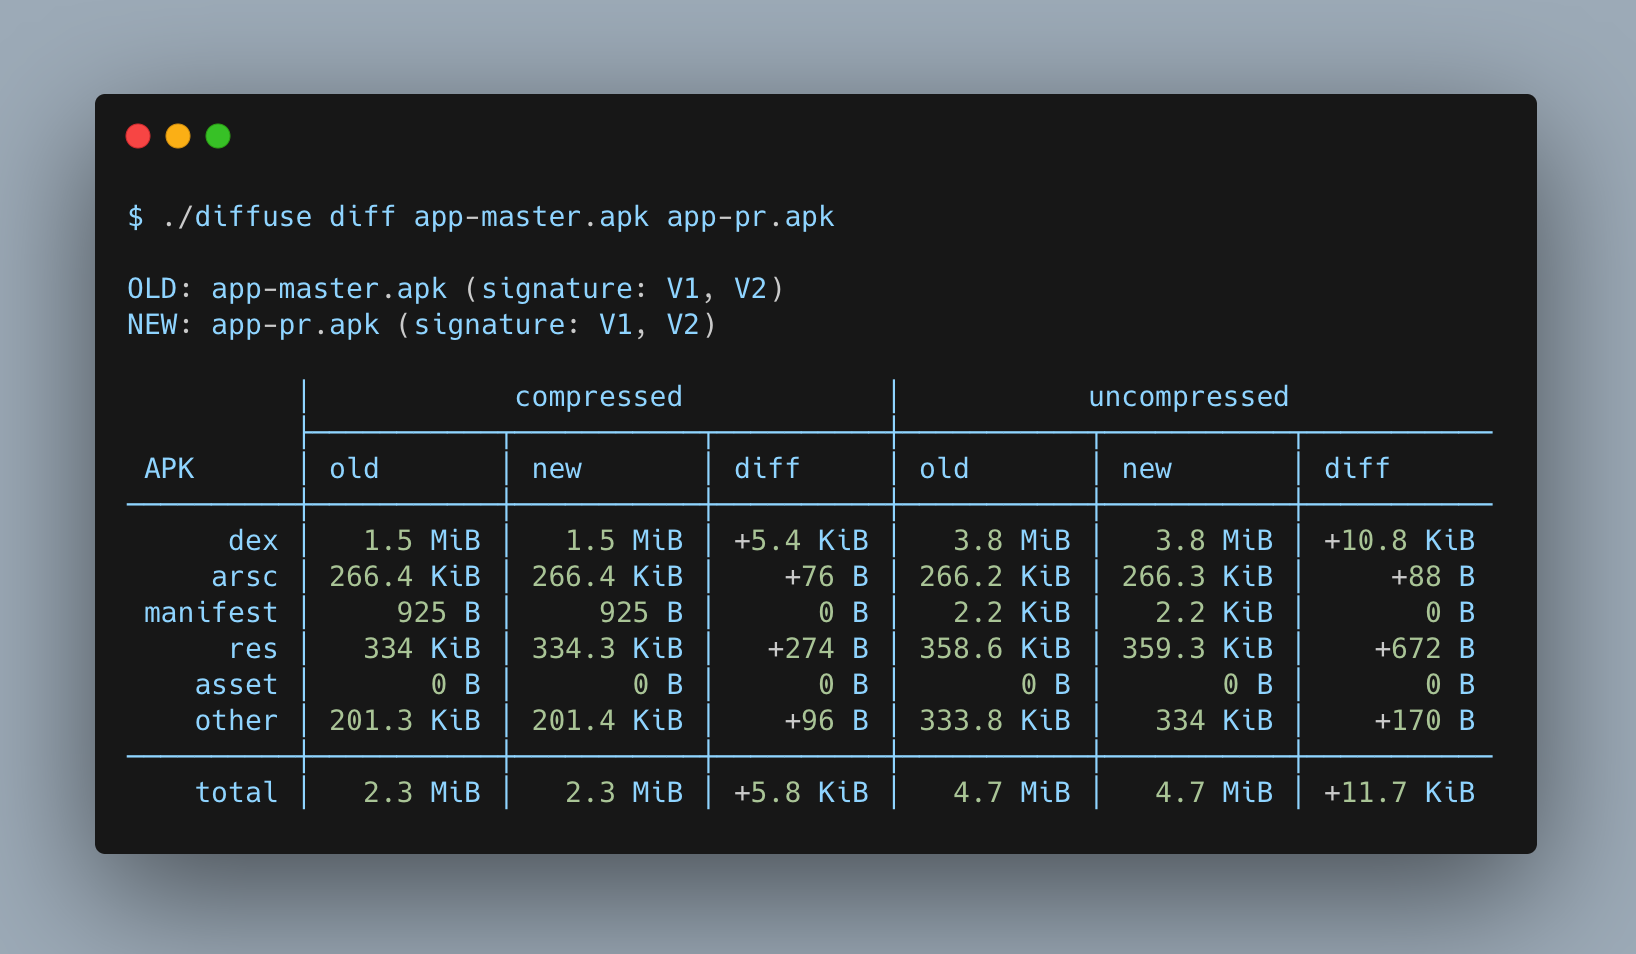 $ ./diffuse diff app-master.apk app-pr.apk
OLD: app-master.apk (signature: V1, V2)
NEW: app-pr.apk (signature: V1, V2)
compressed uncompressed
APK old new diff old new diff
dex 1.5 MiB 1.5 MiB +5.4 KiB 3.8 MiB 3.8 MiB +10.8 KiB
arsc 266.4 KiB 266.4 KiB +76 B 266.2 KiB 266.3 KiB +88 B
manifest 925 B 925 B 0 B 2.2 KiB 2.2 KiB 0 B
res 334 KiB 334.3 KiB +274 B 358.6 KiB 359.3 KiB +672 B
asset 0 B 0 B 0 B 0 B 0 B 0 B
other 201.3 KiB 201.4 KiB +96 B 333.8 KiB 334 KiB +170 B
total 2.3 MiB 2.3 MiB +5.8 KiB 4.7 MiB 4.7 MiB +11.7 KiB